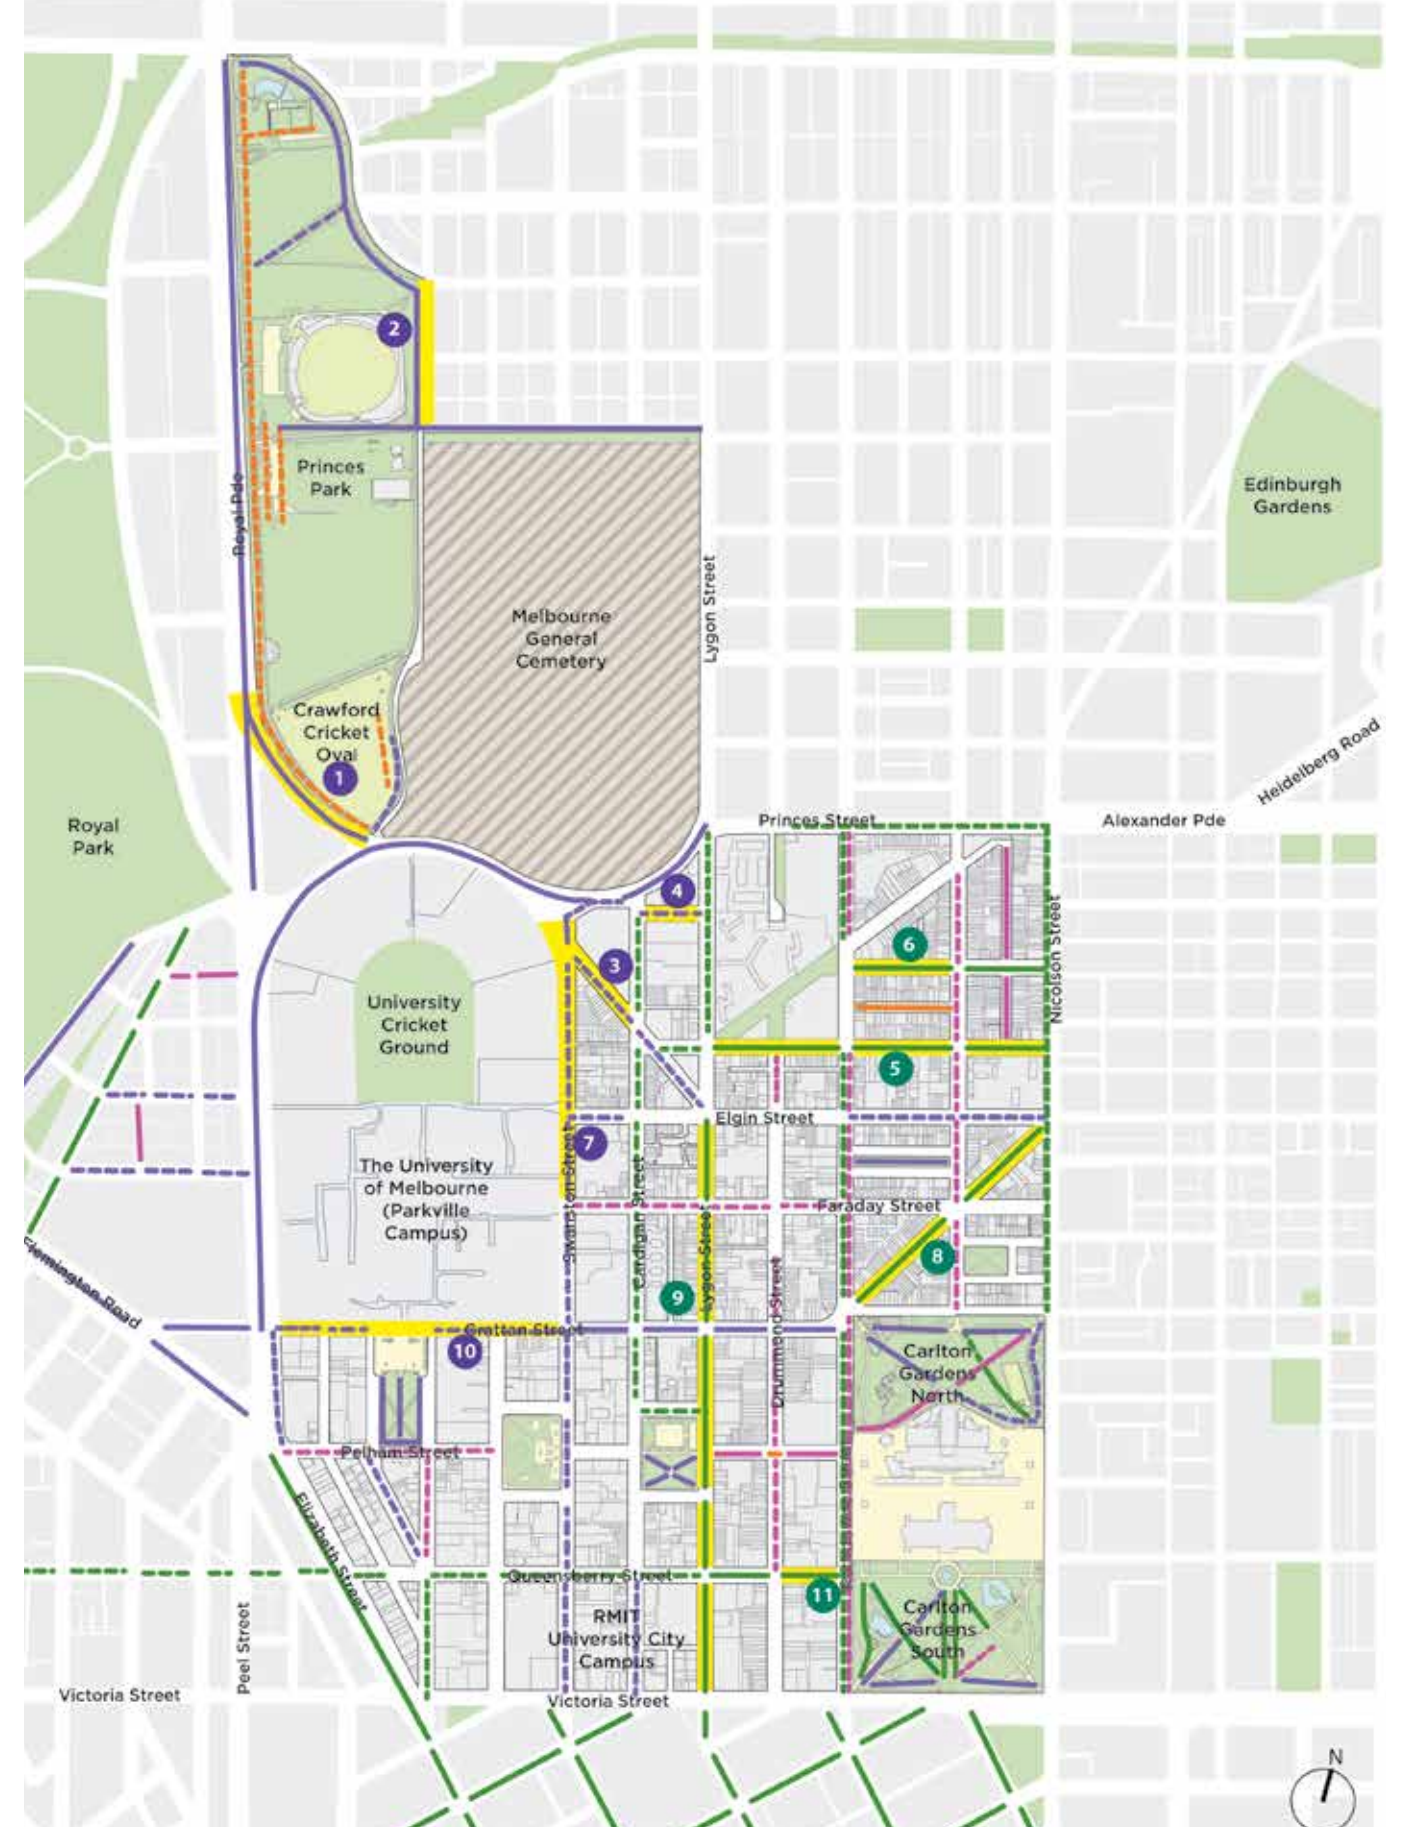 2
Princes
Park
Royal Pde
Edinburgh
Gardens
Melbourne
General
Cemetery
Lygon Street
Crawford
Cricket
Oval
1
Heidelberg Road
Royal
Park
Princes Street
Alexander Pde
4
6
3
Nicolson Street
University
Cricket
Ground
5
Elgin Street
7
The University
of Melbourne
(Parkville
Campus)
Swanston Street
Cardigan Street
Faraday Street
Lygon Street
8
Flemington Road
9
Drummond Street
Grattan Street
10
Carlton
Gardens
North
Pelham Street
Elizabeth Street
Queensberry Street
11
RMIT
University City
Campus
Carlton
Gardens
South
Peel Street
Victoria Street
Victoria Street
N